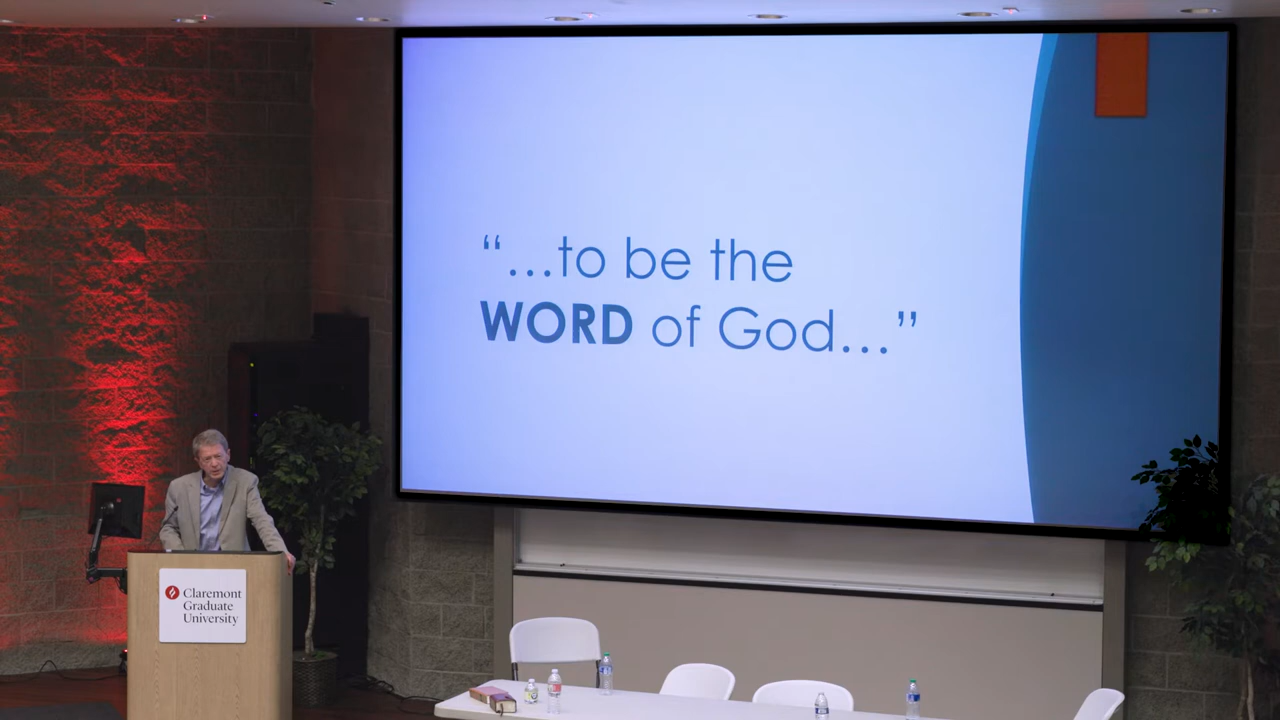 “...to be the
WORD of God...”
Claremont
Graduate
University